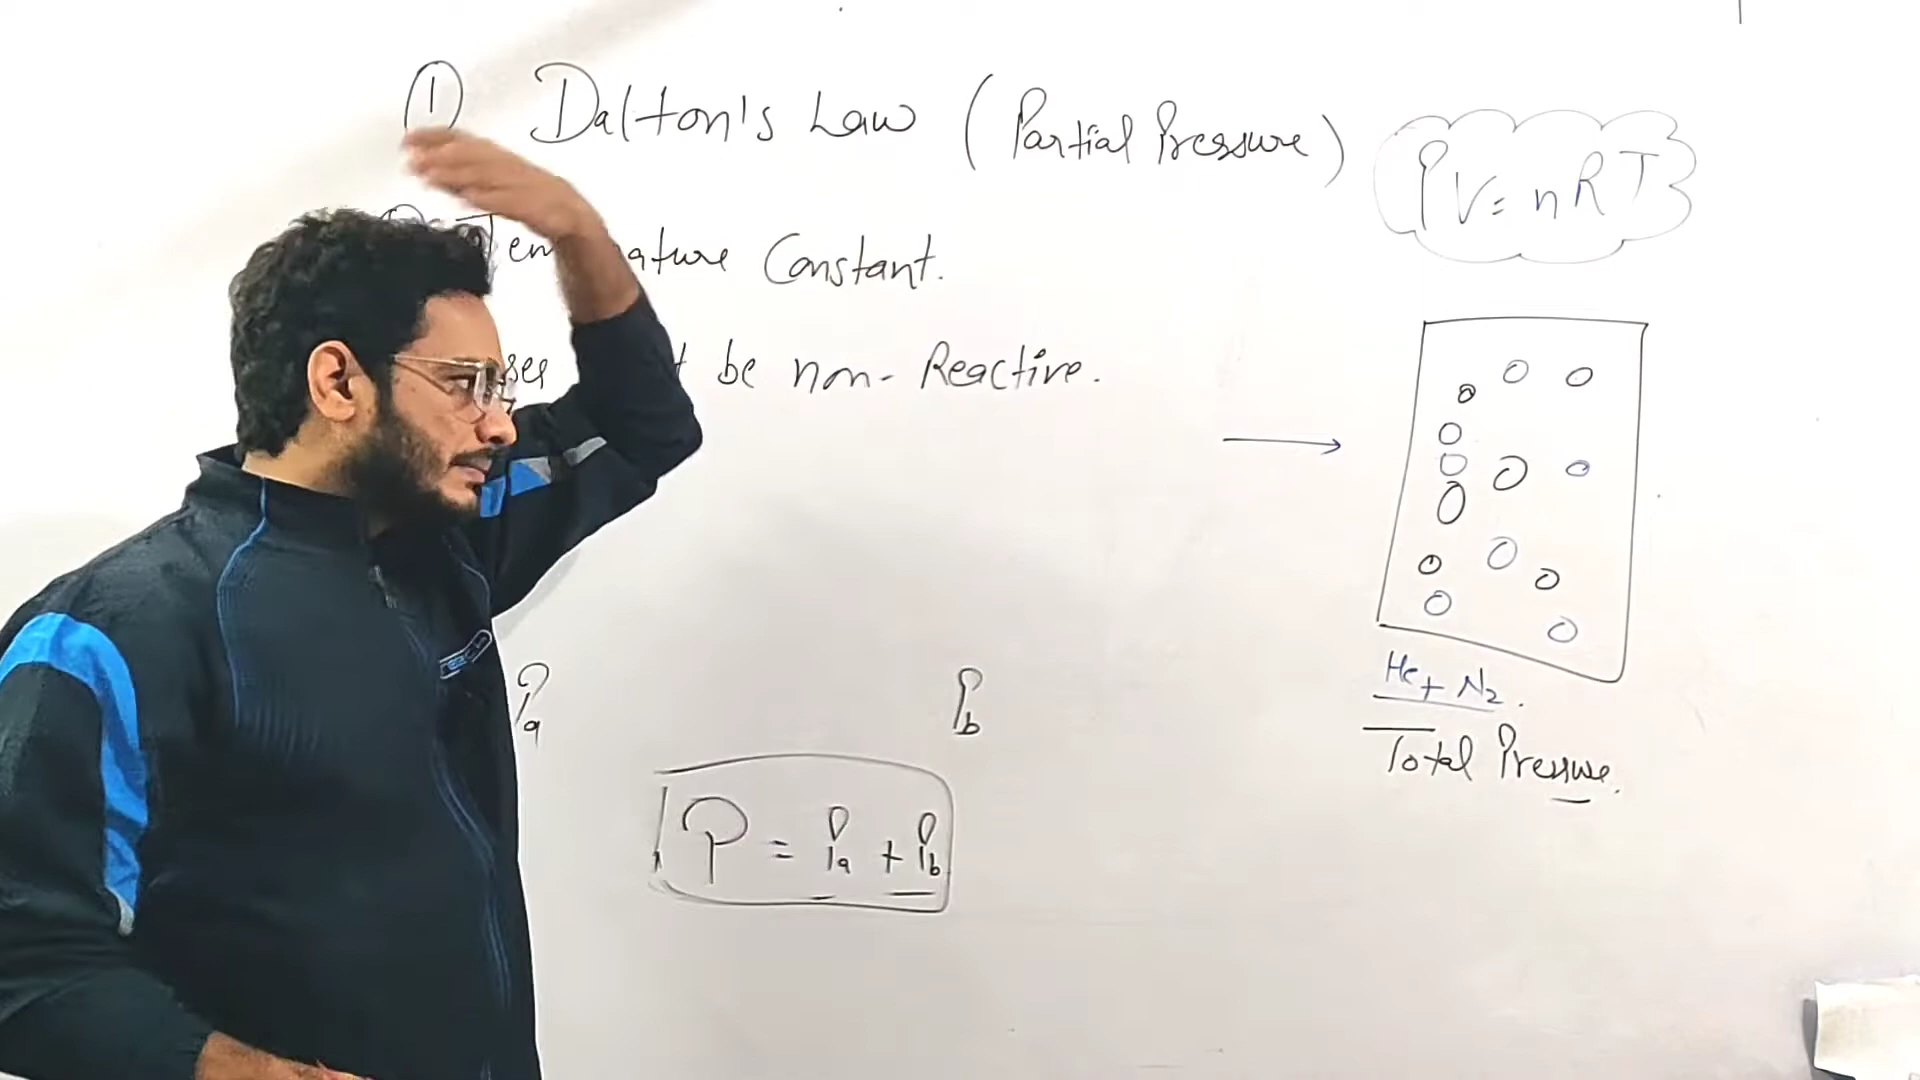 ① Dalton's Law (Partial Pressure)
PV = nRT
Constant.
be non-Reactive.
He + N₂.
Total Pressure.
Pa
Pb
P = Pa + Pb